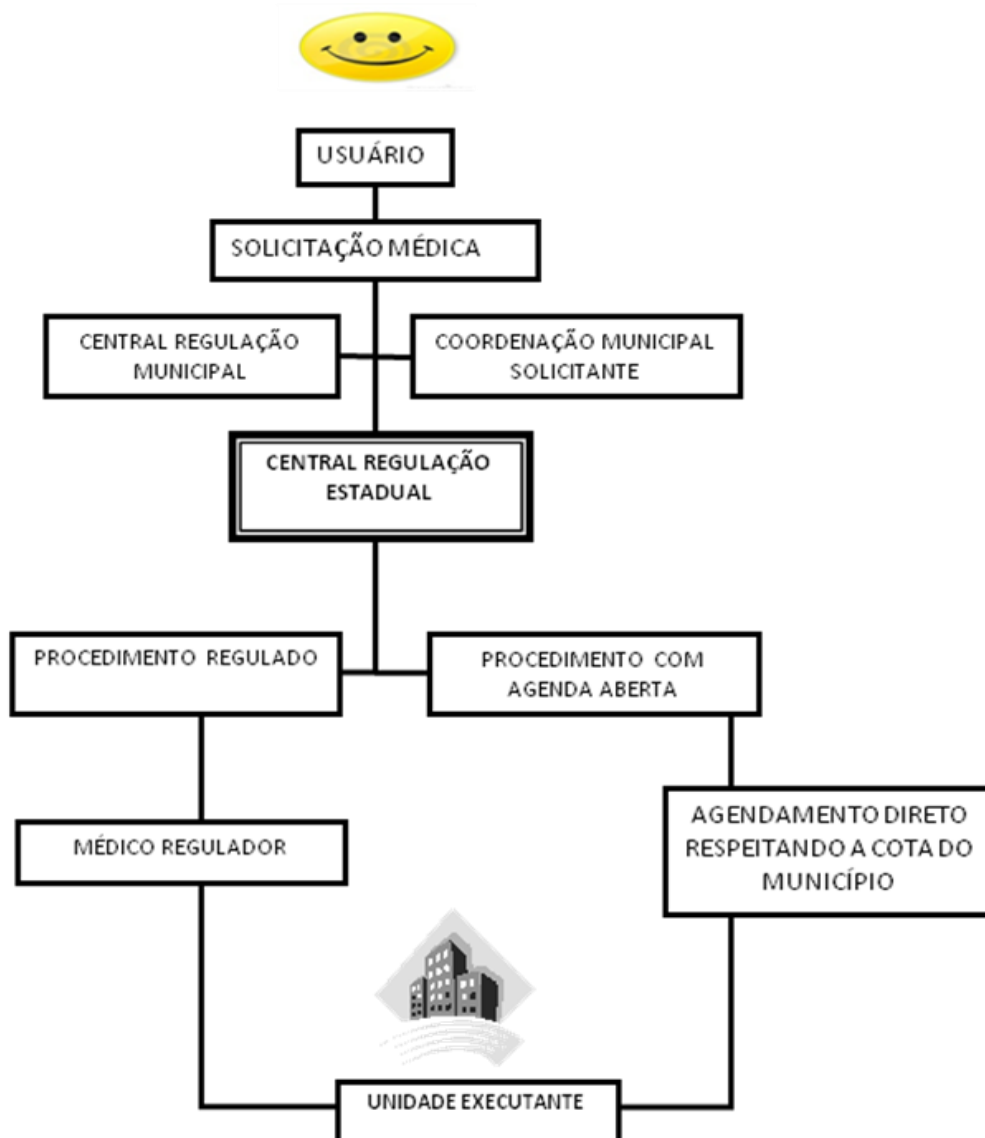 USUÁRIO
SOLICITAÇÃO MÉDICA
CENTRAL REGULAÇÃO
MUNICIPAL
COORDENAÇÃO MUNICIPAL
SOLICITANTE
CENTRAL REGULAÇÃO
ESTADUAL
PROCEDIMENTO REGULADO
PROCEDIMENTO COM
AGENDA ABERTA
MÉDICO REGULADOR
AGENDAMENTO DIRETO
RESPEITANDO A COTA DO
MUNICÍPIO
UNIDADE EXECUTANTE